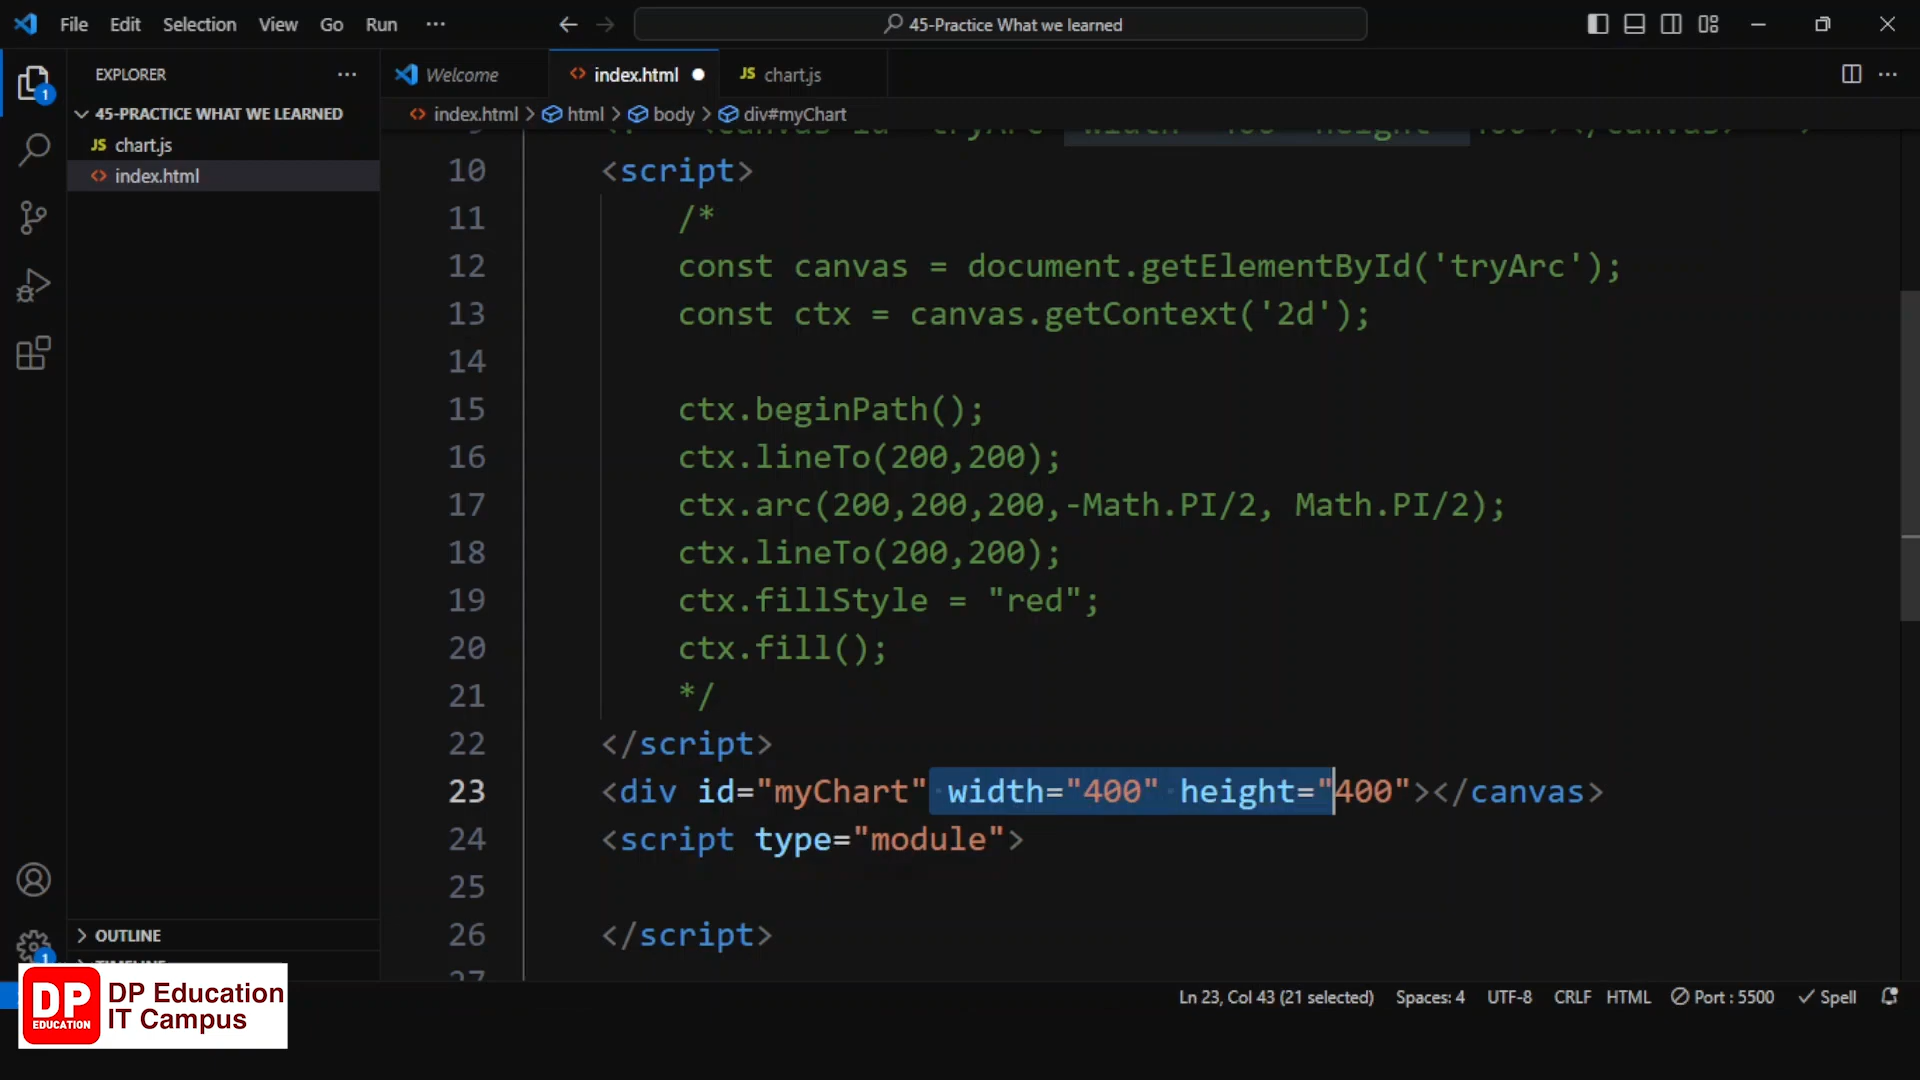 File Edit Selection View Go Run ··· 45-Practice What we learned
EXPLORER ···
Welcome index.html chart.js
45-PRACTICE WHAT WE LEARNED
index.html > html > body > div#myChart
JS chart.js
index.html
10 <script>
11 /*
12 const canvas = document.getElementById('tryArc');
13 const ctx = canvas.getContext('2d');
14
15 ctx.beginPath();
16 ctx.lineTo(200,200);
17 ctx.arc(200,200,200,-Math.PI/2, Math.PI/2);
18 ctx.lineTo(200,200);
19 ctx.fillStyle = "red";
20 ctx.fill();
21 */
22 </script>
23 <div id="myChart" width="400" height="400"></canvas>
24 <script type="module">
25
26 </script>
OUTLINE
DP EDUCATION
DP Education
IT Campus
Ln 23, Col 43 (21 selected) Spaces: 4 UTF-8 CRLF HTML Port : 5500 Spell